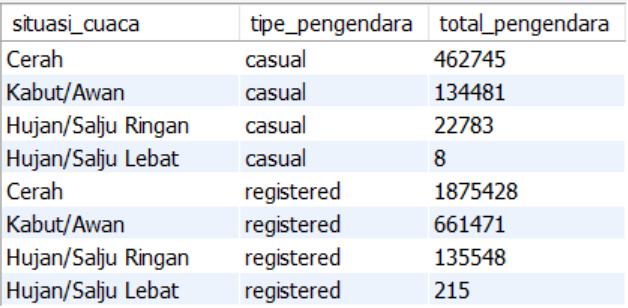 situasi_cuaca tipe_pengendara total_pengendara
Cerah casual 462745
Kabut/Awan casual 134481
Hujan/Salju Ringan casual 22783
Hujan/Salju Lebat casual 8
Cerah registered 1875428
Kabut/Awan registered 661471
Hujan/Salju Ringan registered 135548
Hujan/Salju Lebat registered 215